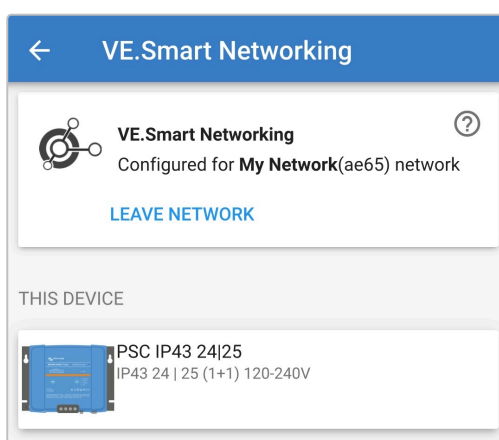 VE.Smart Networking
VE.Smart Networking
Configured for My Network(ae65) network
LEAVE NETWORK
THIS DEVICE
PSC IP43 24|25
IP43 24 | 25 (1+1) 120-240V